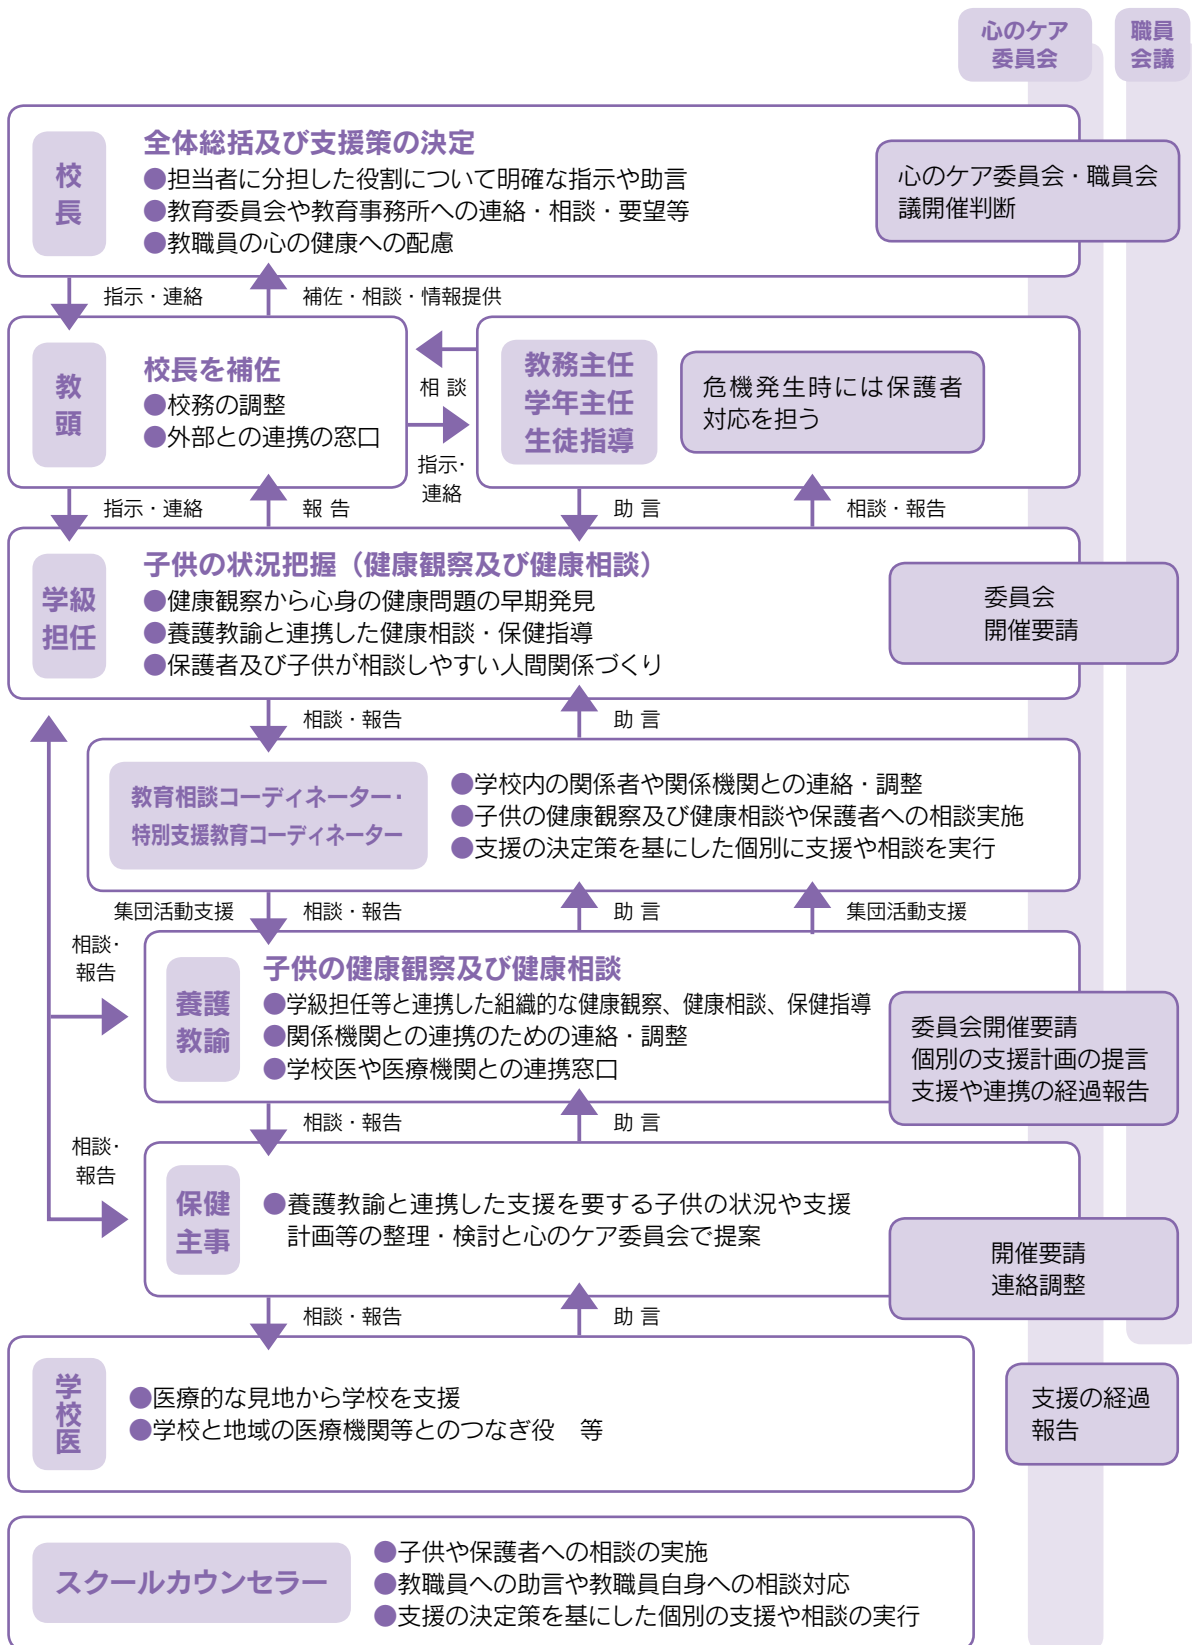 心のケア
委員会
職員
会議
校長
全体総括及び支援策の決定
●担当者に分担した役割について明確な指示や助言
●教育委員会や教育事務所への連絡・相談・要望等
●教職員の心の健康への配慮
心のケア委員会・職員会
議開催判断
指示・連絡
補佐・相談・情報提供
教頭
校長を補佐
●校務の調整
●外部との連携の窓口
相 談
指示・
連絡
教務主任
学年主任
生徒指導
危機発生時には保護者
対応を担う
指示・連絡
報 告
助 言
相談・報告
学級
担任
子供の状況把握（健康観察及び健康相談）
●健康観察から心身の健康問題の早期発見
●養護教諭と連携した健康相談・保健指導
●保護者及び子供が相談しやすい人間関係づくり
委員会
開催要請
相談・報告
助 言
教育相談コーディネーター・
特別支援教育コーディネーター
●学校内の関係者や関係機関との連絡・調整
●子供の健康観察及び健康相談や保護者への相談実施
●支援の決定策を基にした個別に支援や相談を実行
集団活動支援
相談・報告
助 言
集団活動支援
相談・
報告
養護
教諭
子供の健康観察及び健康相談
●学級担任等と連携した組織的な健康観察、健康相談、保健指導
●関係機関との連携のための連絡・調整
●学校医や医療機関との連携窓口
委員会開催要請
個別の支援計画の提言
支援や連携の経過報告
相談・報告
助 言
相談・
報告
保健
主事
●養護教諭と連携した支援を要する子供の状況や支援
計画等の整理・検討と心のケア委員会で提案
開催要請
連絡調整
相談・報告
助 言
学校医
●医療的な見地から学校を支援
●学校と地域の医療機関等とのつなぎ役　等
支援の経過
報告
スクールカウンセラー
●子供や保護者への相談の実施
●教職員への助言や教職員自身への相談対応
●支援の決定策を基にした個別の支援や相談の実行